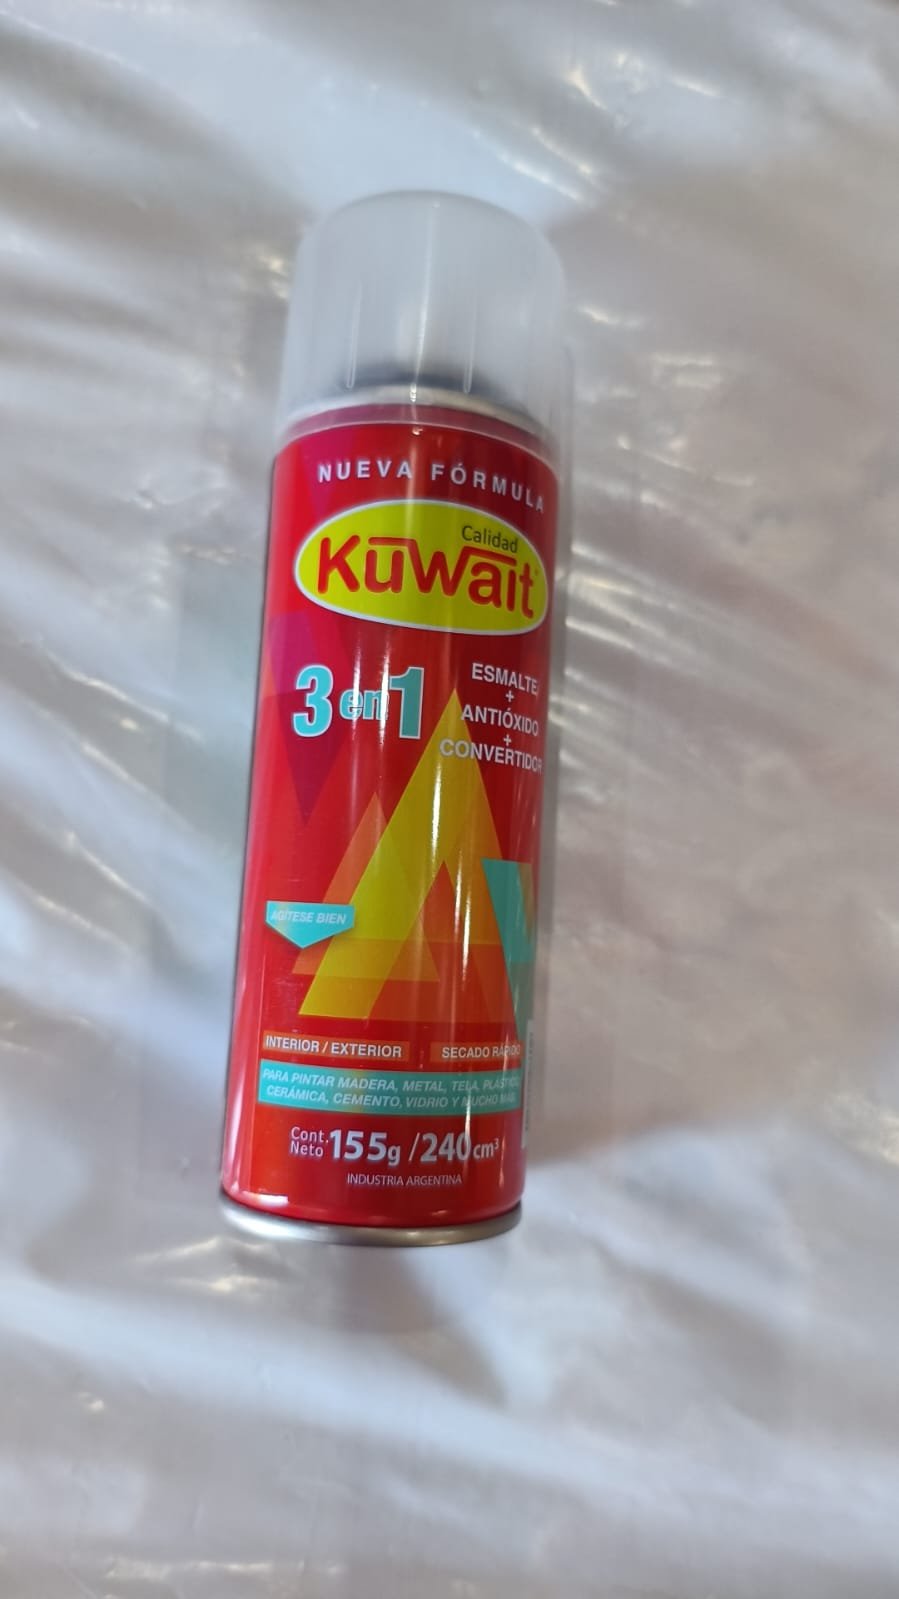 NUEVA FÓRMULA
Calidad
Kuwait
3 en 1
ESMALTE
+
ANTIÓXIDO
+
CONVERTIDOR
AGÍTESE BIEN
INTERIOR / EXTERIOR
SECADO RÁPIDO
PARA PINTAR MADERA, METAL, TELA, PLÁSTICO,
CERÁMICA, CEMENTO, VIDRIO Y MUCHO MÁS.
Cont. Neto 155g /240cm³
INDUSTRIA ARGENTINA